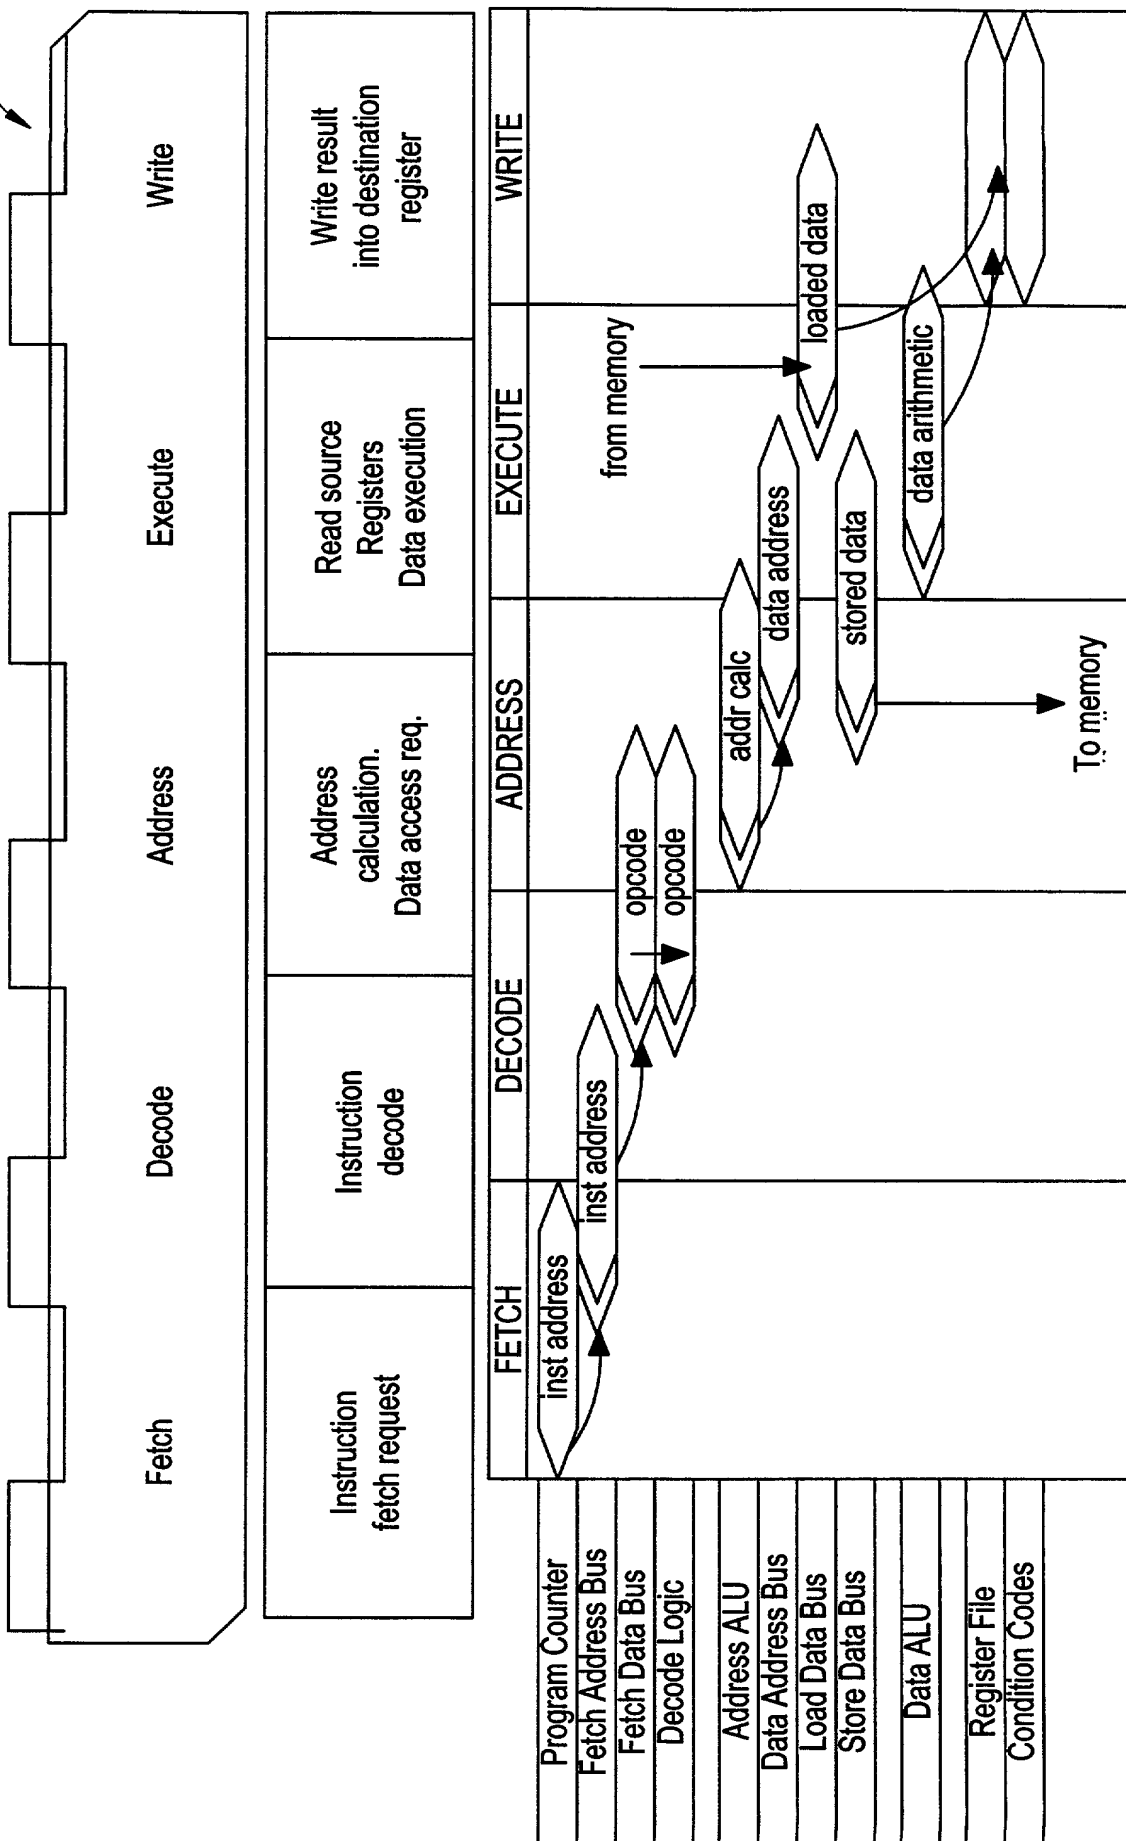 Fetch
Decode
Address
Execute
Write
Instruction
fetch request
Instruction
decode
Address
calculation.
Data access req.
Read source
Registers
Data execution
Write result
into destination
register
FETCH
DECODE
ADDRESS
EXECUTE
WRITE
Program Counter
inst address
Fetch Address Bus
inst address
Fetch Data Bus
opcode
Decode Logic
opcode
from memory
Address ALU
addr calc
Data Address Bus
data address
Load Data Bus
loaded data
Store Data Bus
stored data
Data ALU
data arithmetic
Register File
Condition Codes
To memory